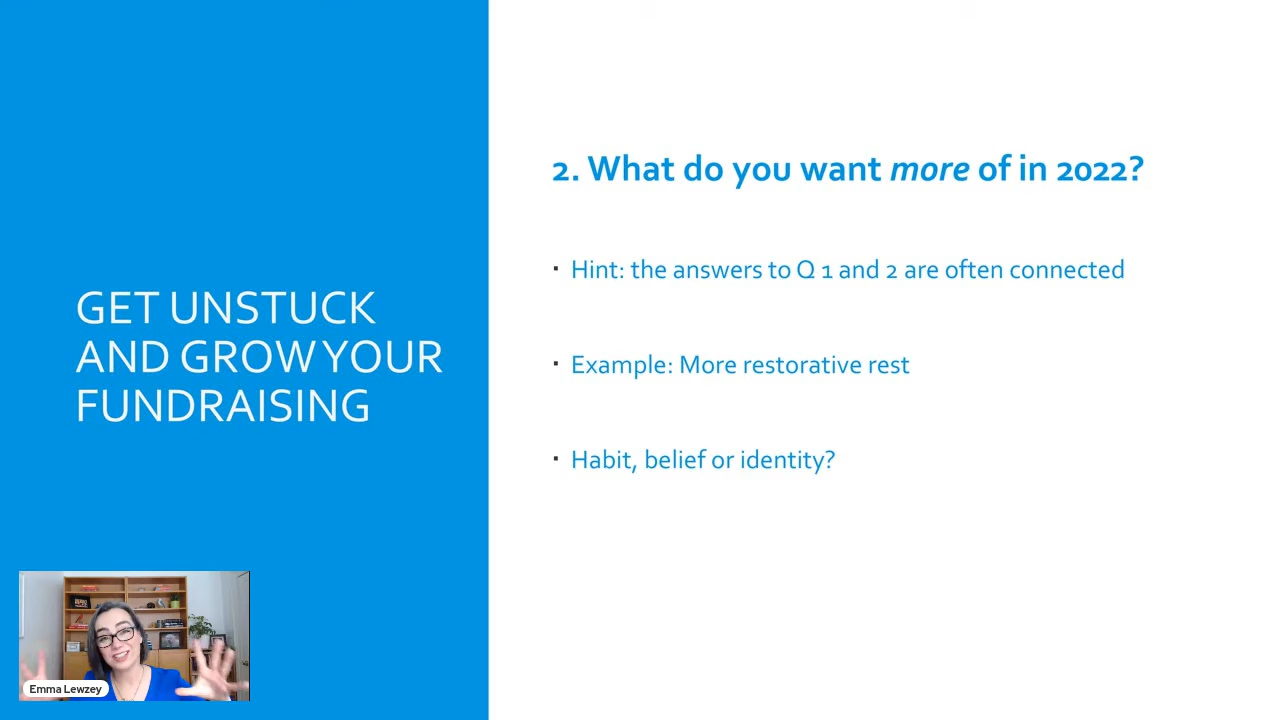 GET UNSTUCK
AND GROW YOUR
FUNDRAISING
2. What do you want more of in 2022?
▪ Hint: the answers to Q 1 and 2 are often connected
▪ Example: More restorative rest
▪ Habit, belief or identity?
Emma Lewzey